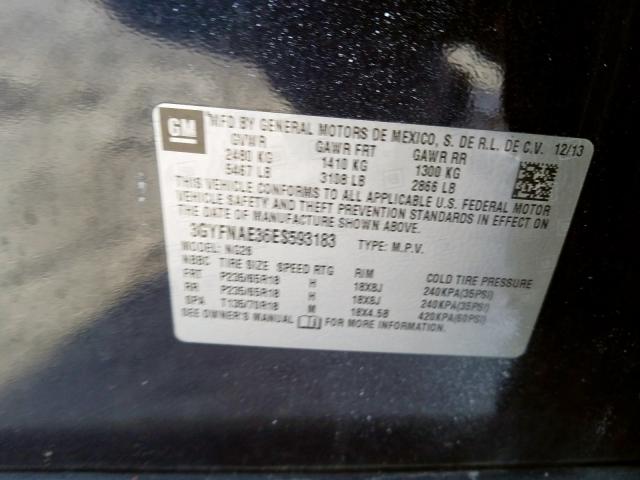 GM
MFD BY GENERAL MOTORS DE MEXICO, S. DE R.L. DE C.V. 12/13
GVWR GAWR FRT GAWR RR
2480 KG 1410 KG 1300 KG
5467 LB 3108 LB 2866 LB
THIS VEHICLE CONFORMS TO ALL APPLICABLE U.S. FEDERAL MOTOR
VEHICLE SAFETY AND THEFT PREVENTION STANDARDS IN EFFECT ON
THE DATE OF MANUFACTURE SHOWN ABOVE.
3GYFNAE36ES593183 TYPE: M.P.V.
MODEL: NG26
NBBC TIRE SIZE SPEED RTG RIM COLD TIRE PRESSURE
FRT P235/65R18 H 18X8J 240KPA(35PSI)
RR P235/65R18 H 18X8J 240KPA(35PSI)
SPA T135/70R18 M 18X4.5B 420KPA(60PSI)
SEE OWNER'S MANUAL FOR MORE INFORMATION.